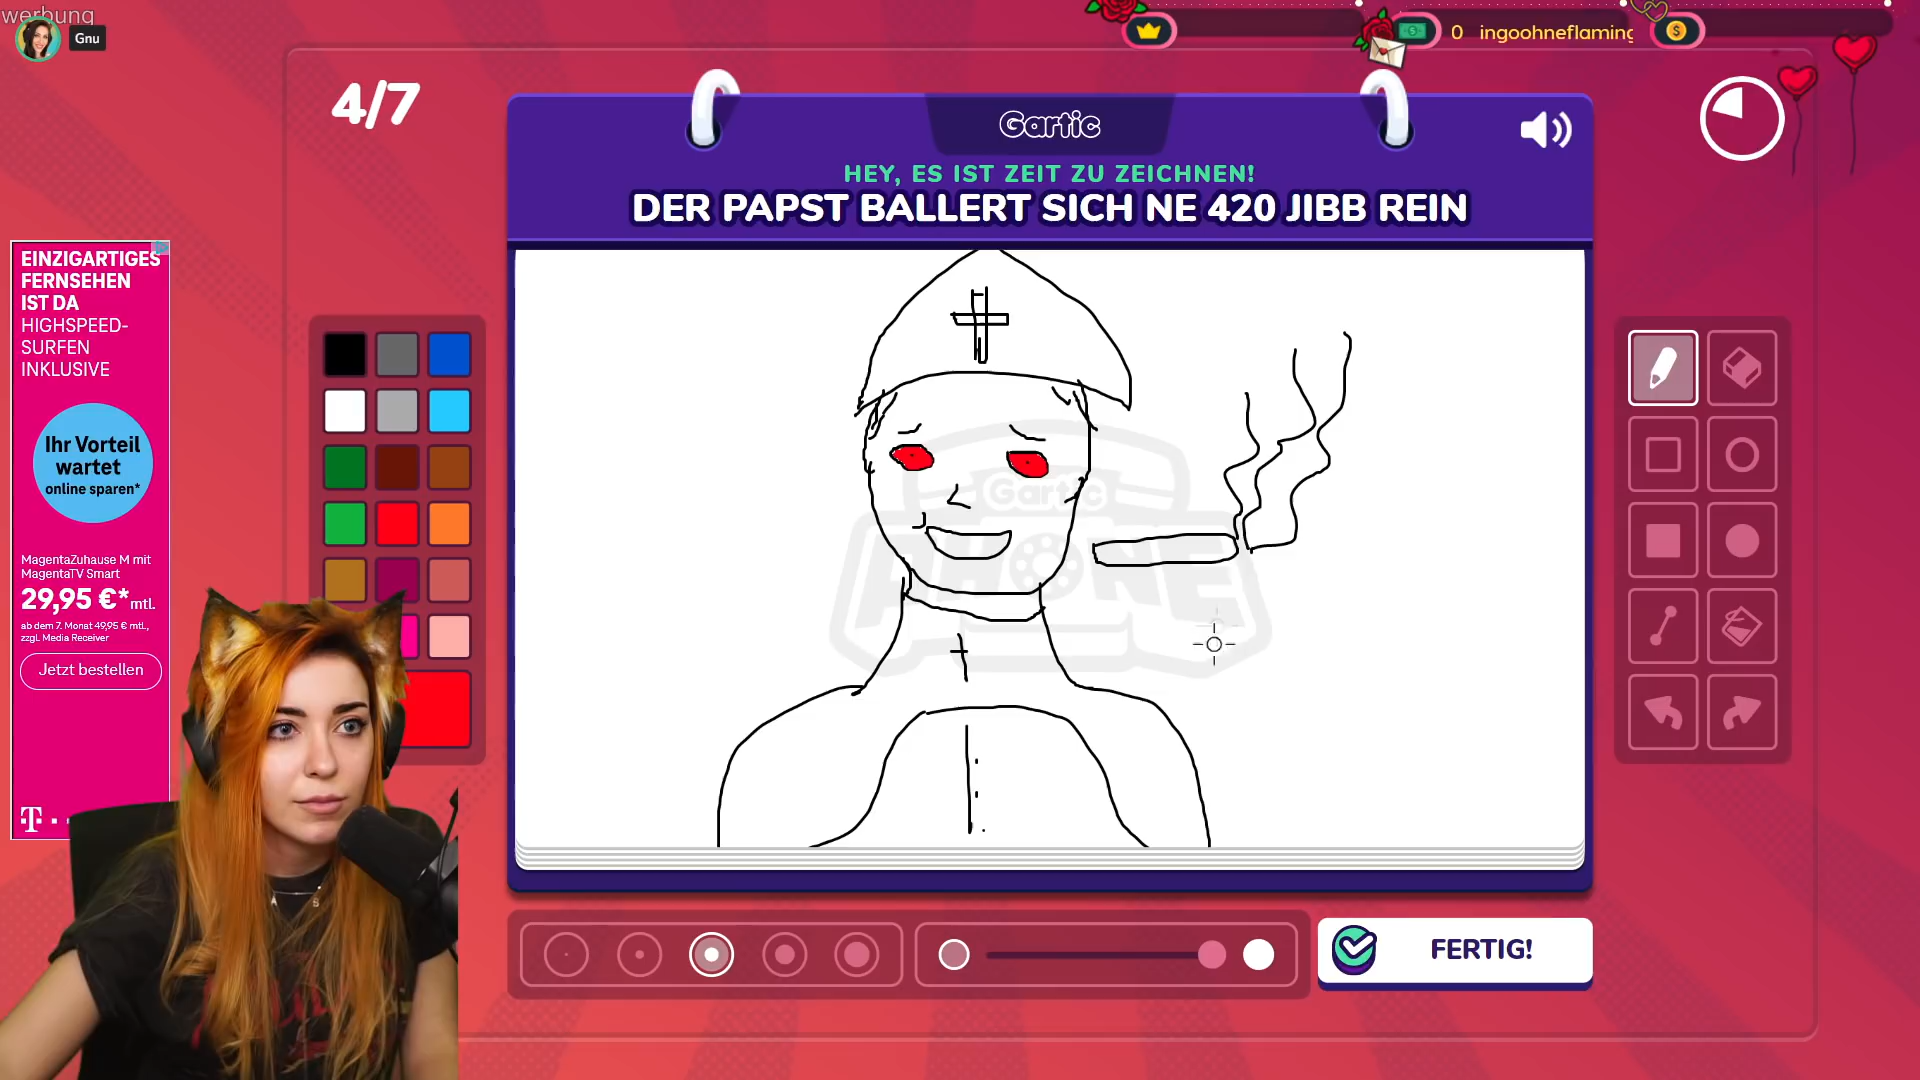 werbung
Gnu
0 ingoohneflaming
4/7
Gartic
HEY, ES IST ZEIT ZU ZEICHNEN!
DER PAPST BALLERT SICH NE 420 JIBB REIN
EINZIGARTIGES
FERNSEHEN
IST DA
HIGHSPEED-
SURFEN
INKLUSIVE
Ihr Vorteil
wartet
online sparen*
MagentaZuhause M mit
MagentaTV Smart
29,95 €* mtl.
ab dem 7. Monat 49,95 € mtl.,
zzgl. Media Receiver
Jetzt bestellen
T
Gartic
PHONE
A S
FERTIG!